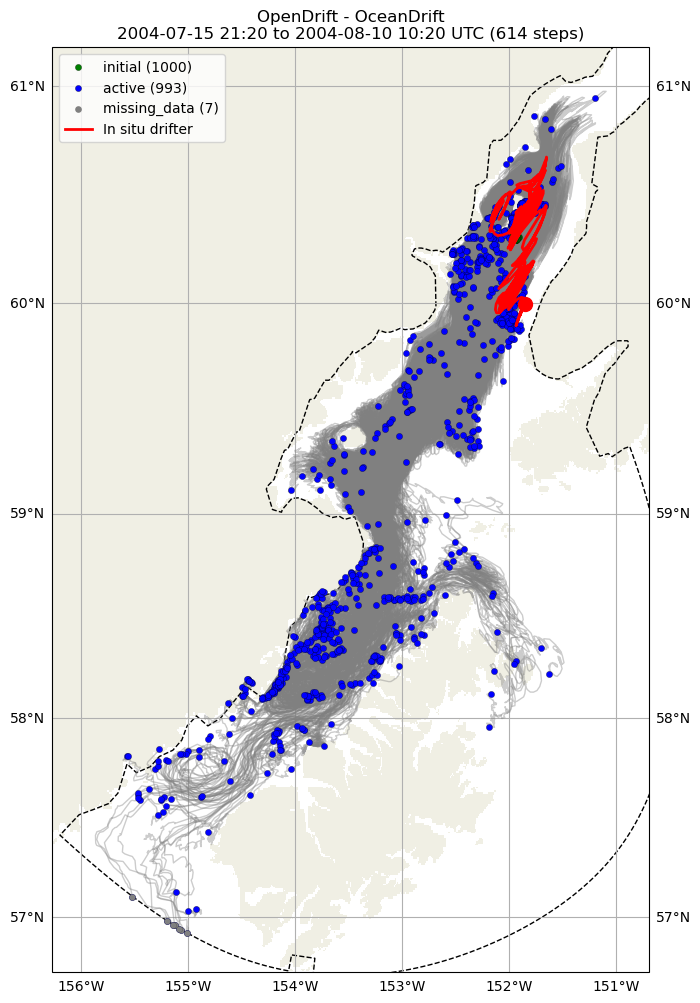 OpenDrift - OceanDrift
2004-07-15 21:20 to 2004-08-10 10:20 UTC (614 steps)
initial (1000)
active (993)
missing_data (7)
In situ drifter
61°N
61°N
60°N
60°N
59°N
59°N
58°N
58°N
57°N
57°N
156°W
155°W
154°W
153°W
152°W
151°W